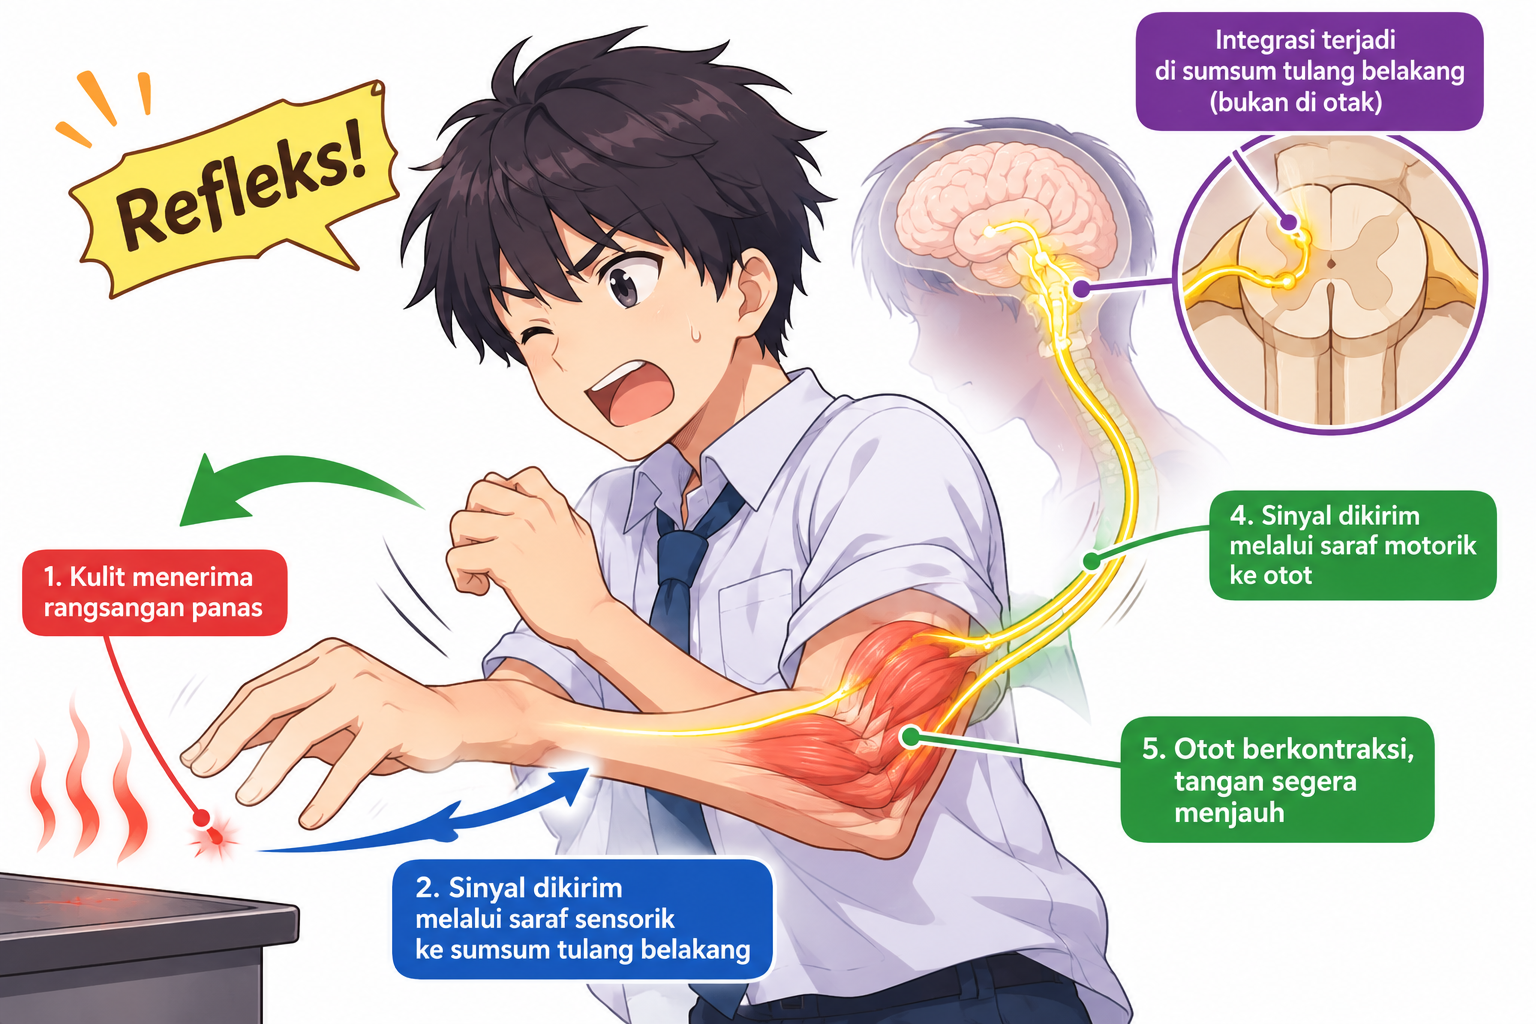 Refleks!
Integrasi terjadi
di sumsum tulang belakang
(bukan di otak)
1. Kulit menerima
rangsangan panas
2. Sinyal dikirim
melalui saraf sensorik
ke sumsum tulang belakang
4. Sinyal dikirim
melalui saraf motorik
ke otot
5. Otot berkontraksi,
tangan segera
menjauh